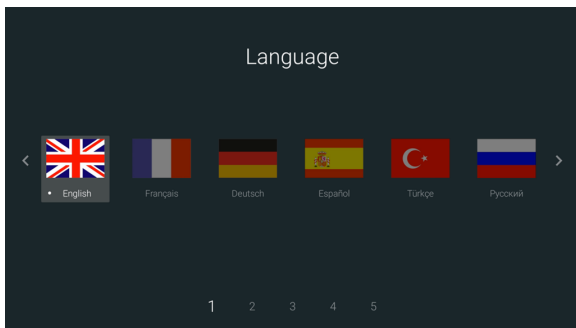 Language
English
Français
Deutsch
Español
Türkçe
Русский
1 2 3 4 5